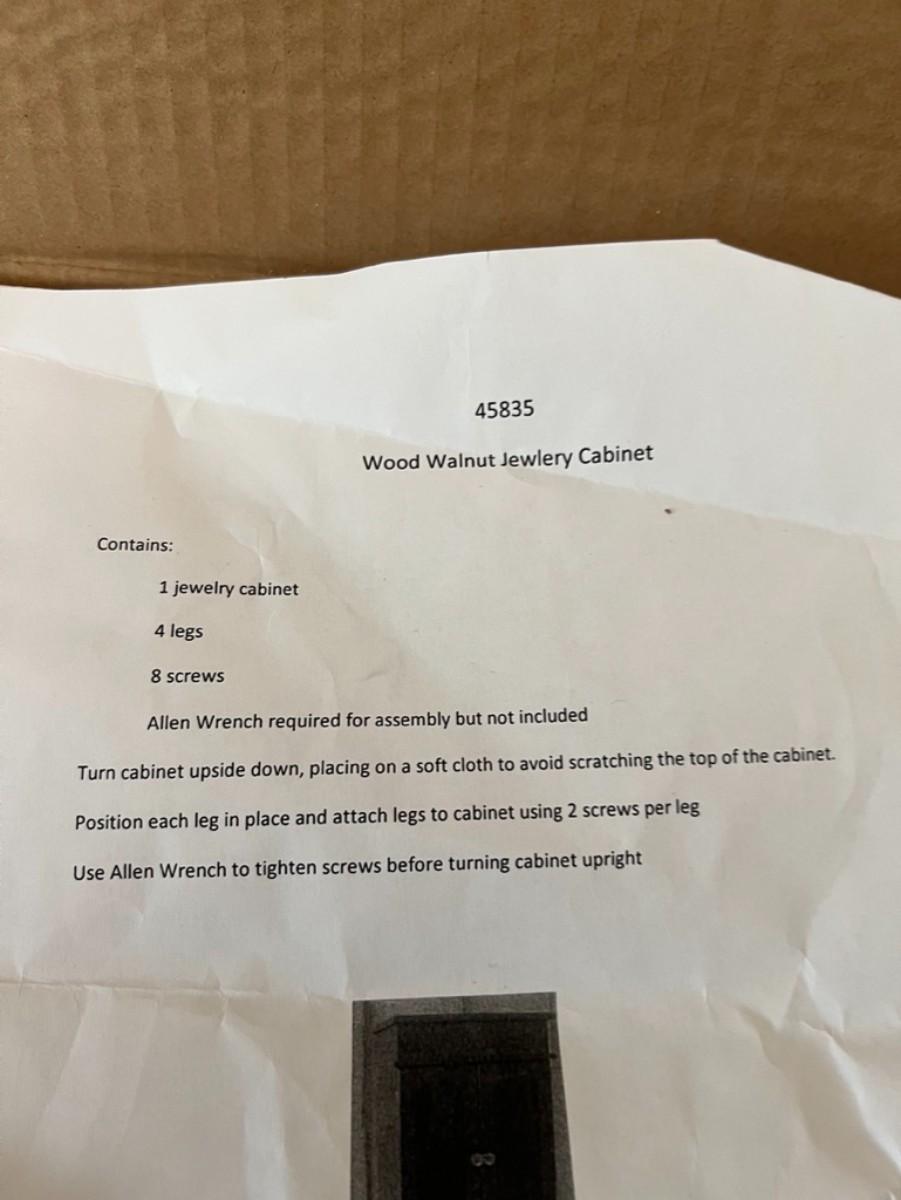 45835
Wood Walnut Jewlery Cabinet
Contains:
1 jewelry cabinet
4 legs
8 screws
Allen Wrench required for assembly but not included
Turn cabinet upside down, placing on a soft cloth to avoid scratching the top of the cabinet.
Position each leg in place and attach legs to cabinet using 2 screws per leg
Use Allen Wrench to tighten screws before turning cabinet upright